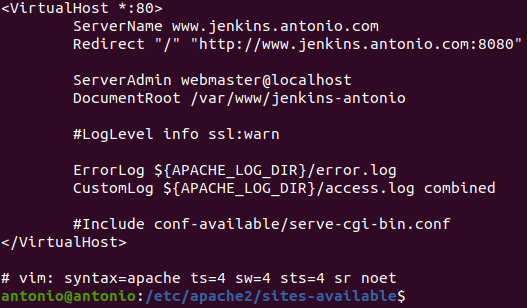 <VirtualHost *:80>
        ServerName www.jenkins.antonio.com
        Redirect "/" "http://www.jenkins.antonio.com:8080"
        ServerAdmin webmaster@localhost
        DocumentRoot /var/www/jenkins-antonio
        #LogLevel info ssl:warn
        ErrorLog ${APACHE_LOG_DIR}/error.log
        CustomLog ${APACHE_LOG_DIR}/access.log combined
        #Include conf-available/serve-cgi-bin.conf
</VirtualHost>
# vim: syntax=apache ts=4 sw=4 sts=4 sr noet
antonio@antonio:/etc/apache2/sites-available$